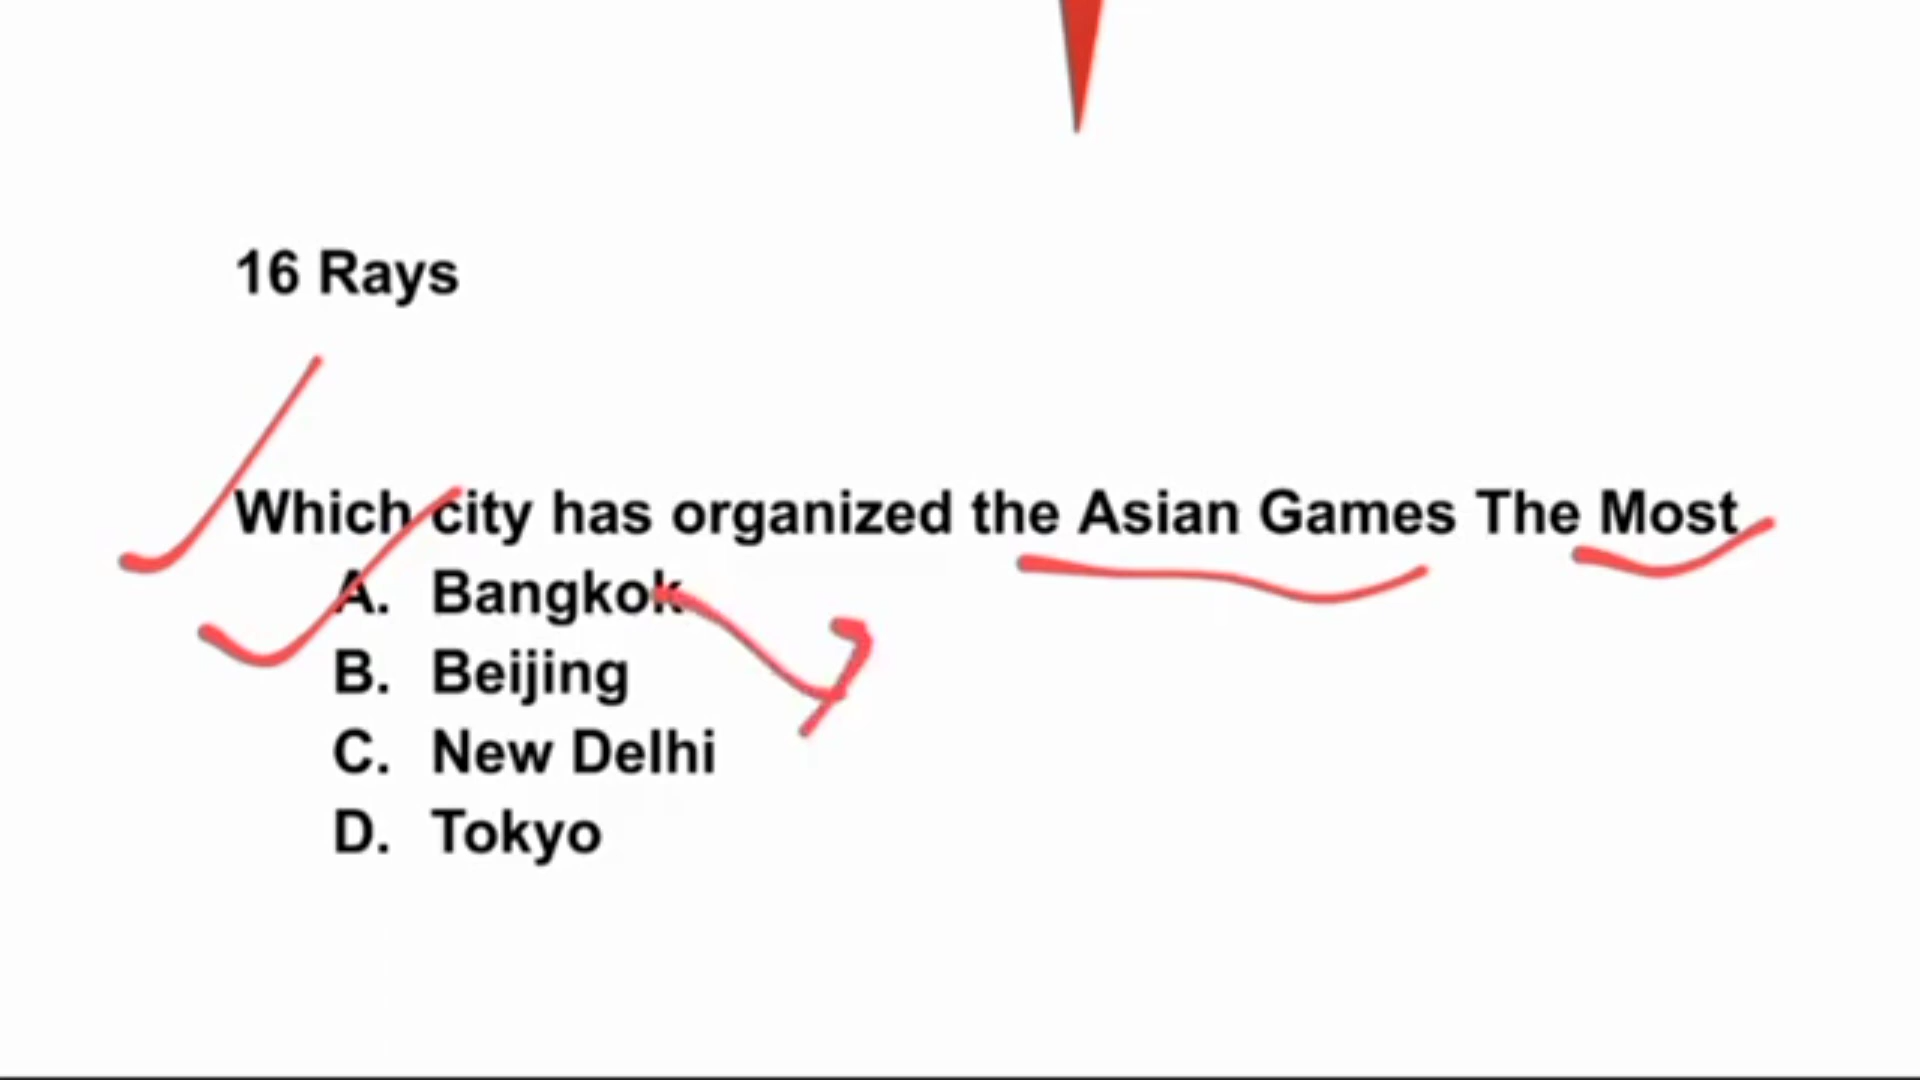 16 Rays
Which city has organized the Asian Games The Most
A. Bangkok
B. Beijing
C. New Delhi
D. Tokyo